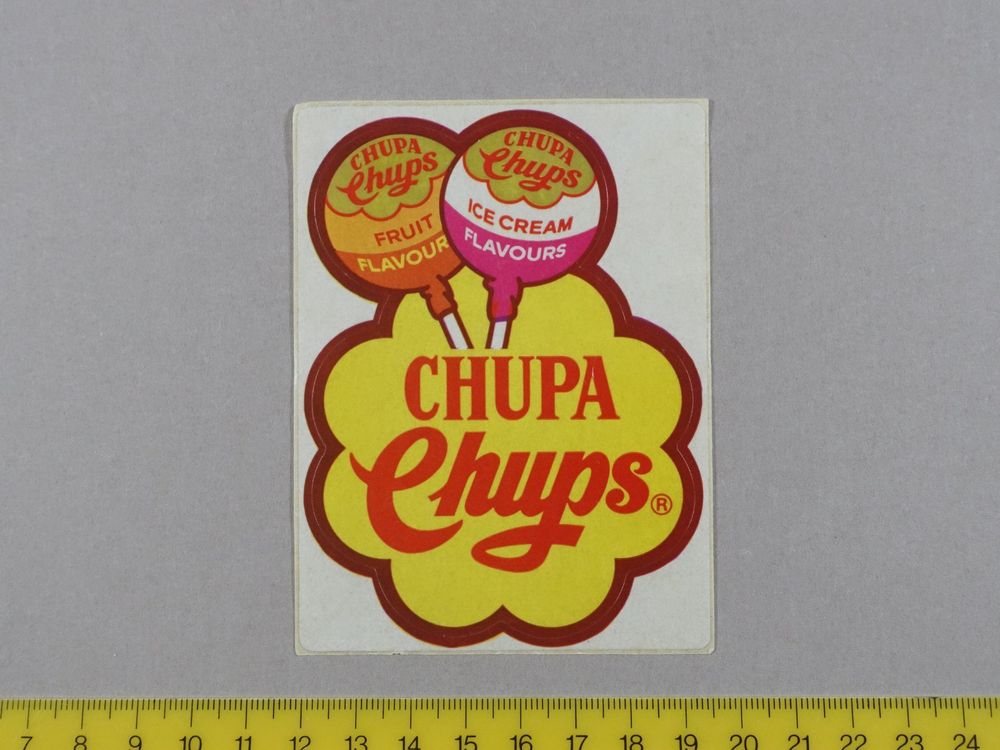 CHUPA
Chups
FRUIT
FLAVOUR
CHUPA
Chups
ICE CREAM
FLAVOURS
CHUPA
Chups®
7 8 9 10 11 12 13 14 15 16 17 18 19 20 21 22 23 24